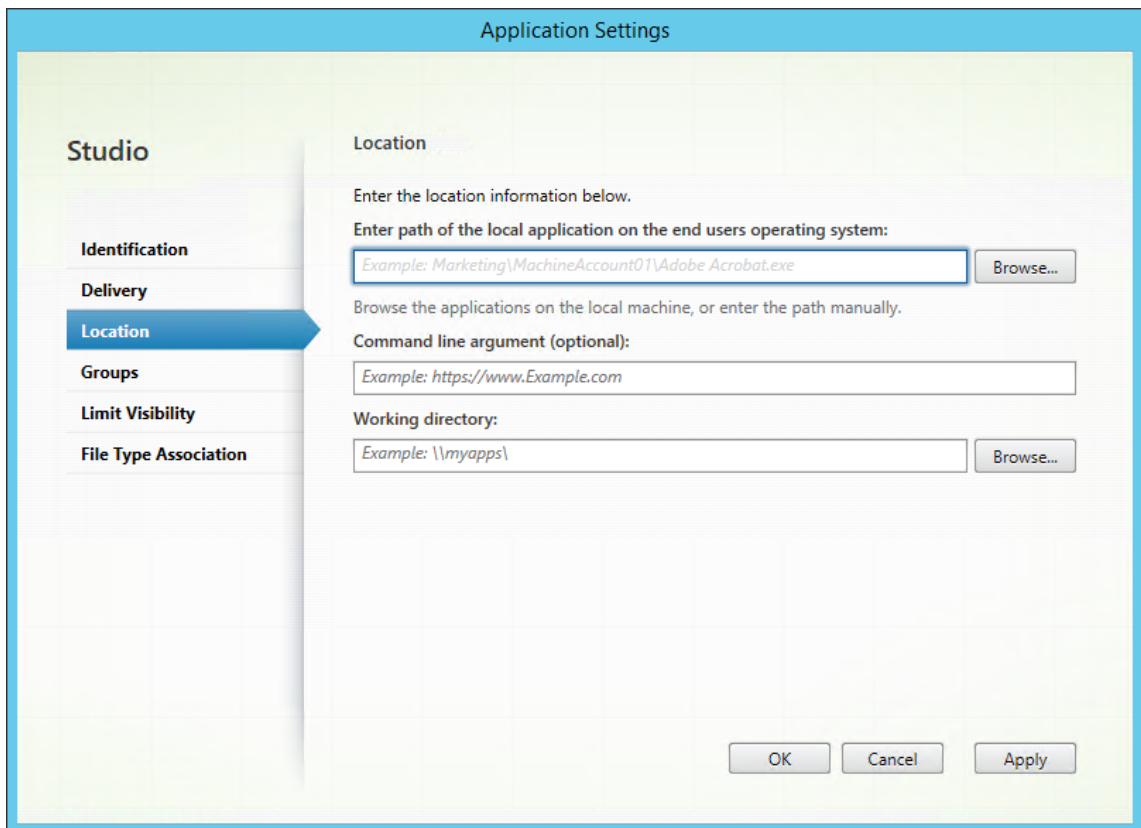 Application Settings
Studio
Identification
Delivery
Location
Groups
Limit Visibility
File Type Association
Location
Enter the location information below.
Enter path of the local application on the end users operating system:
Example: Marketing\MachineAccount01\Adobe Acrobat.exe
Browse...
Browse the applications on the local machine, or enter the path manually.
Command line argument (optional):
Example: https://www.Example.com
Working directory:
Example: \\myapps\
Browse...
OK
Cancel
Apply